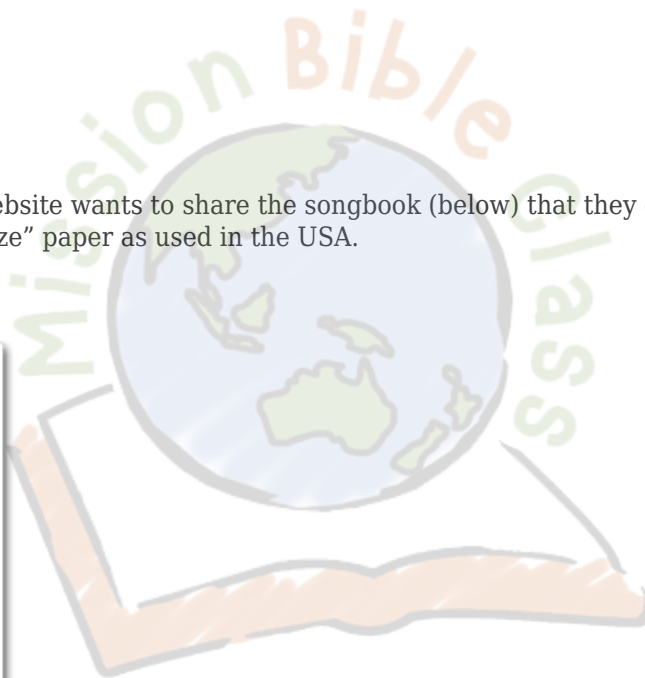 Mission Bible Class
ebsite wants to share the songbook (below) that they
ze” paper as used in the USA.